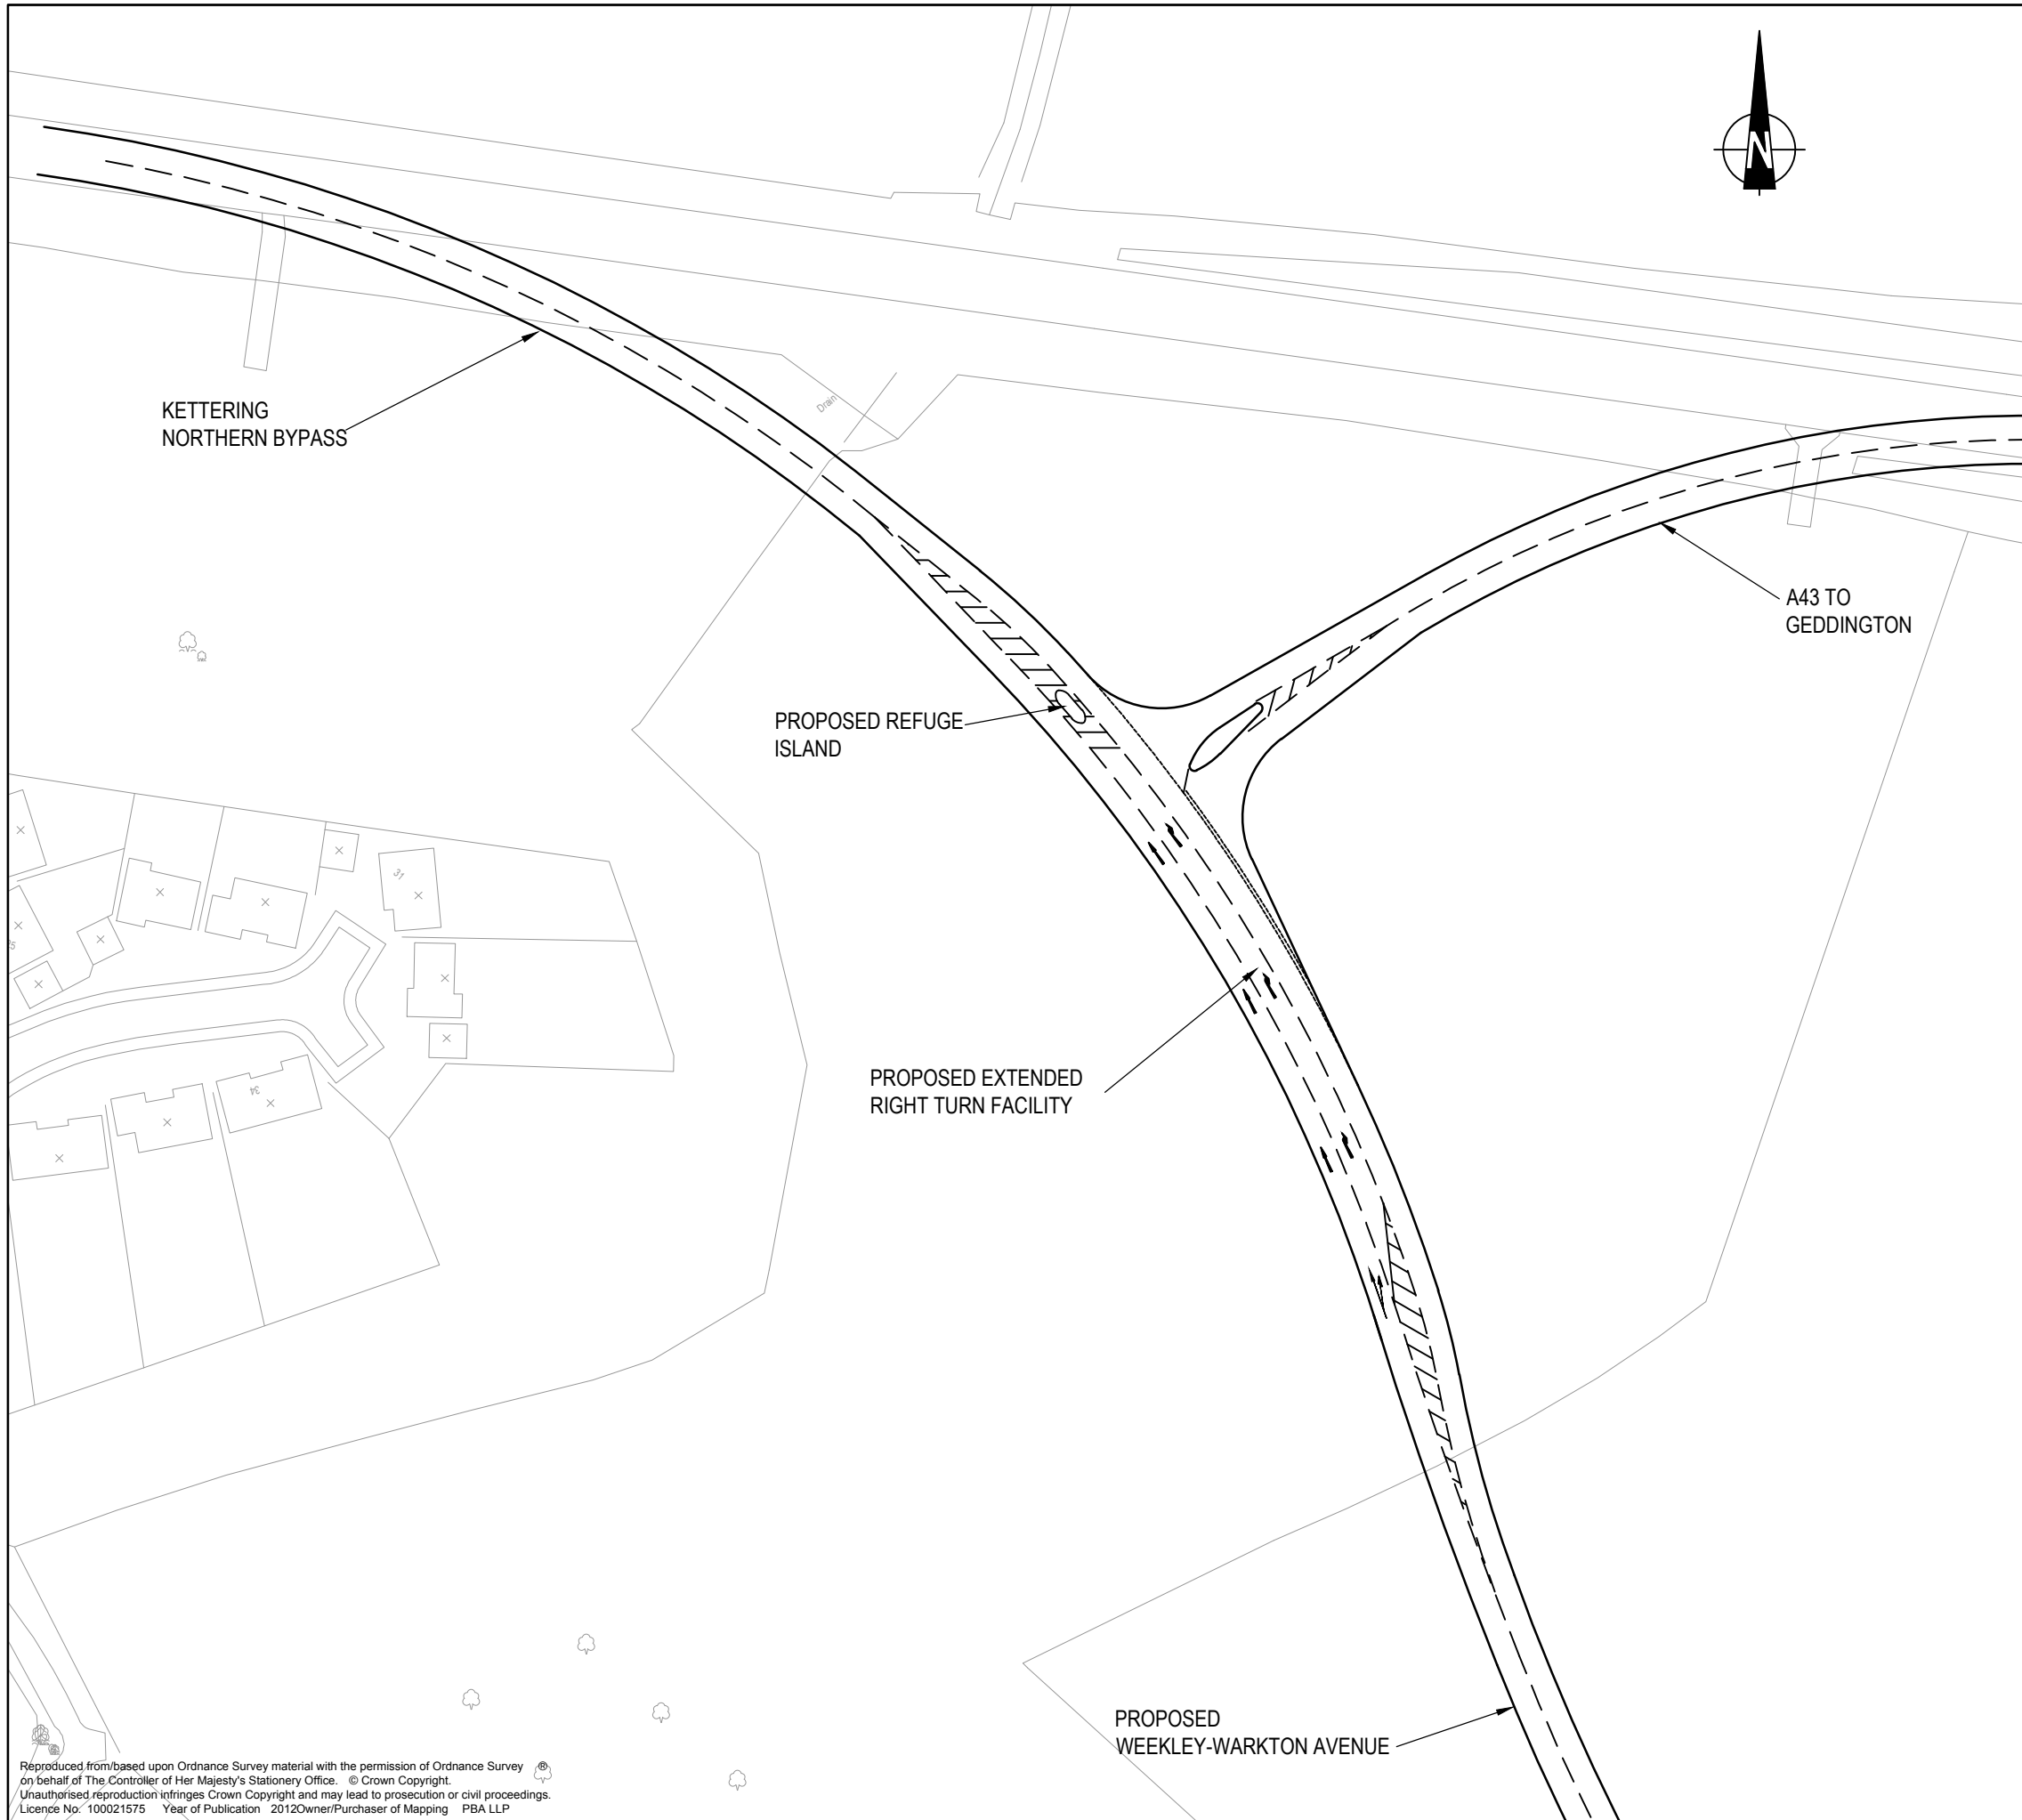 N
KETTERING
NORTHERN BYPASS
Drain
A43 TO
GEDDINGTON
PROPOSED REFUGE
ISLAND
31
PROPOSED EXTENDED
RIGHT TURN FACILITY
34
PROPOSED
WEEKLEY-WARKTON AVENUE
Reproduced from/based upon Ordnance Survey material with the permission of Ordnance Survey ®
on behalf of The Controller of Her Majesty's Stationery Office. © Crown Copyright.
Unauthorised reproduction infringes Crown Copyright and may lead to prosecution or civil proceedings.
Licence No. 100021575 Year of Publication 2012Owner/Purchaser of Mapping PBA LLP